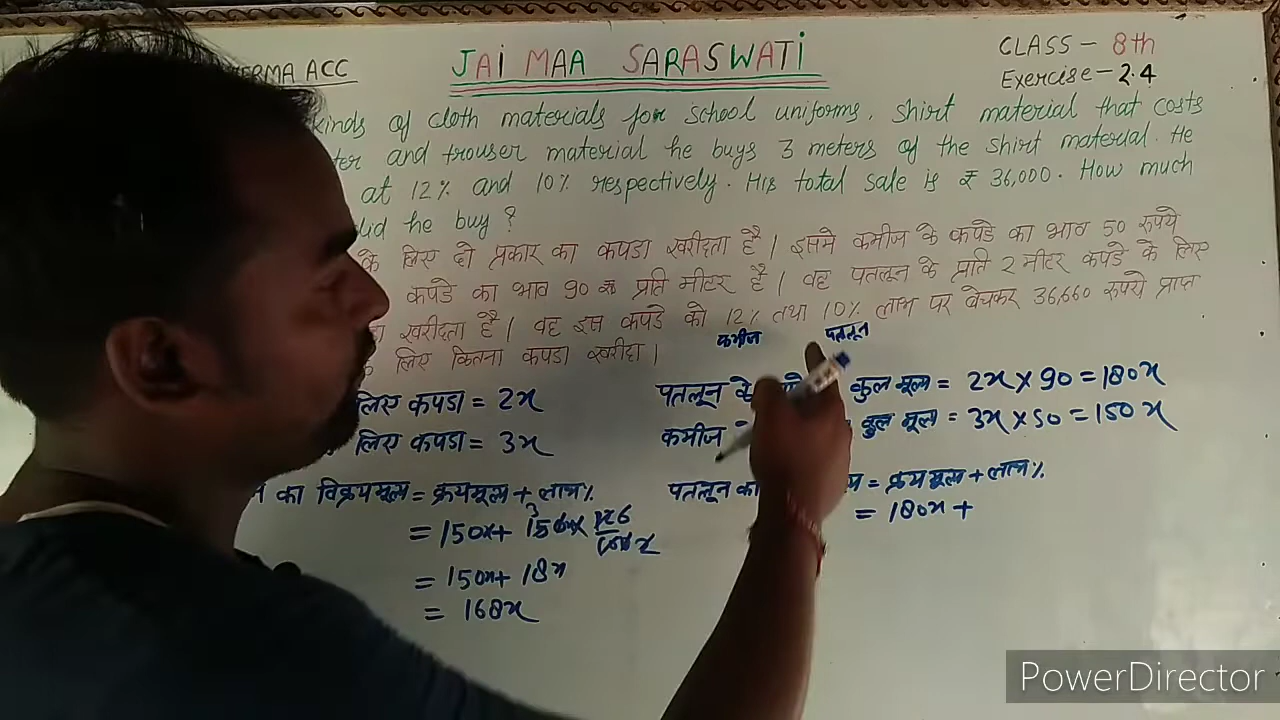 ERMA ACC
JAI MAA SARASWATI
CLASS - 8th
Exercise - 2.4
kinds of cloth materials for school uniforms. Shirt material that costs
ter and trouser material he buys 3 meters of the shirt material. He
at 12% and 10% respectively. His total sale is ₹ 36,000. How much
did he buy?
के लिए दो प्रकार का कपडा खरीदता है। इसमे कमीज के कपडे का भाव 50 रुपये
कपडे का भाव 90 रु प्रति मीटर है। वह पतलून के प्रति 2 मीटर कपडे के लिए
खरीदता है। वह इस कपडे को 12% तथा 10% लाभ पर बेचकर 36,660 रुपये प्राप्त
कमीज पतलून
के लिए कितना कपडा खरीदा।
लिए कपडा = 2x
लिए कपडा = 3x
पतलून के कुल मूल्य = 2x × 90 = 180x
कमीज कुल मूल्य = 3x × 50 = 150x
का विक्रयमूल्य = क्रयमूल्य + लाभ%
= 150x + 150x ×
= 150x + 18x
= 168x
पतलून का = क्रयमूल्य + लाभ%
= 180x +
PowerDirector